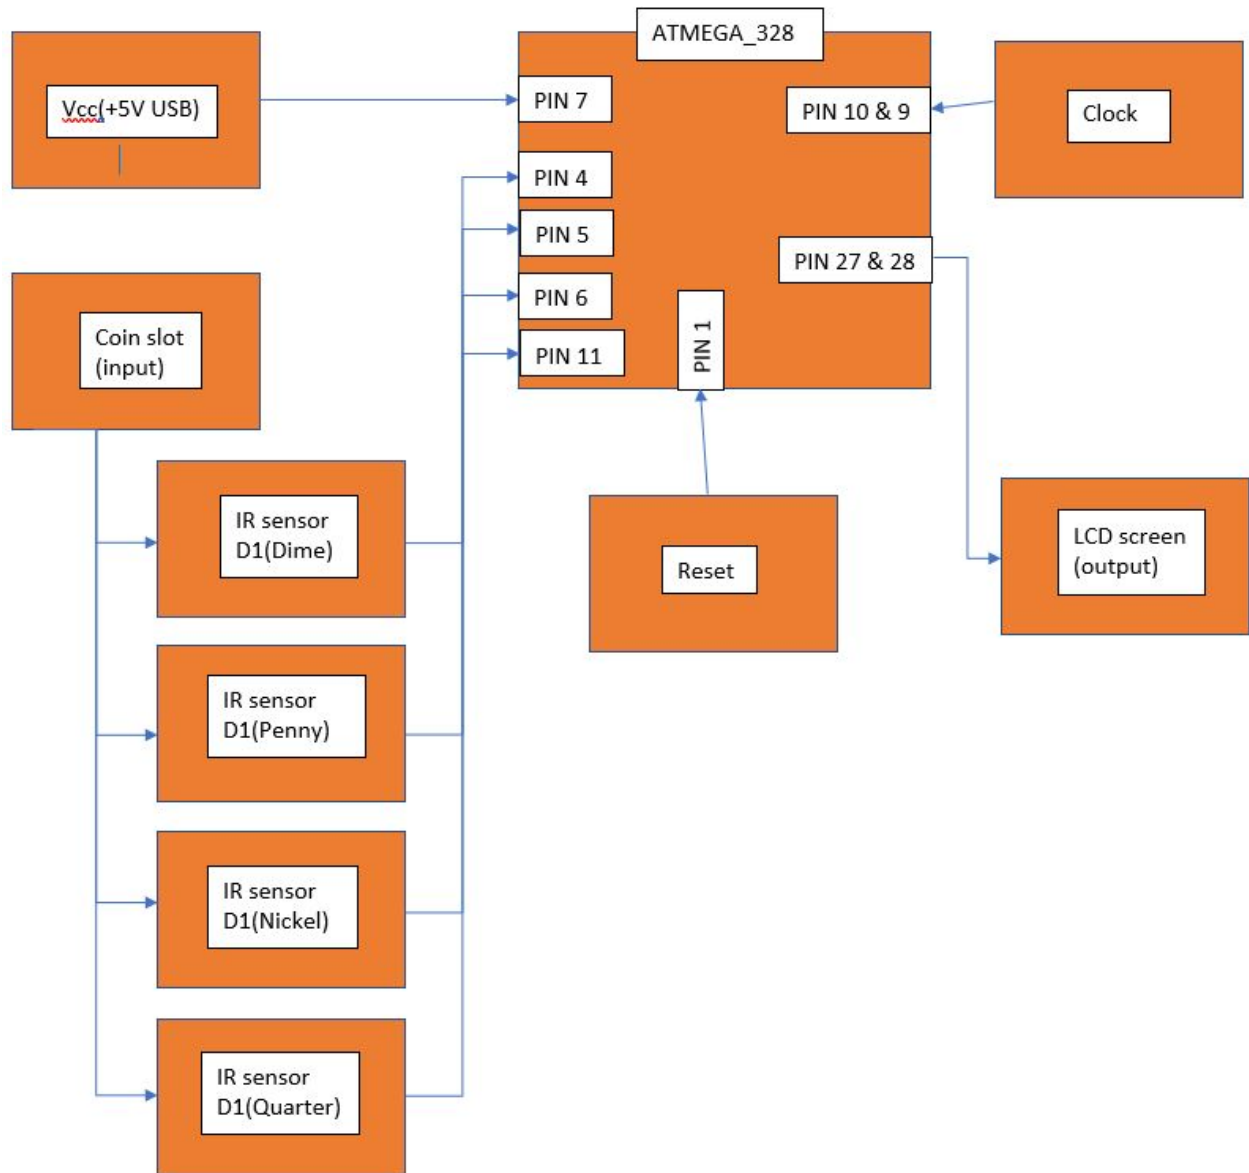 ATMEGA_328
Vcc(+5V USB)
PIN 7
PIN 10 & 9
Clock
PIN 4
PIN 5
PIN 27 & 28
PIN 6
PIN 11
PIN 1
Coin slot
(input)
IR sensor
D1(Dime)
Reset
LCD screen
(output)
IR sensor
D1(Penny)
IR sensor
D1(Nickel)
IR sensor
D1(Quarter)